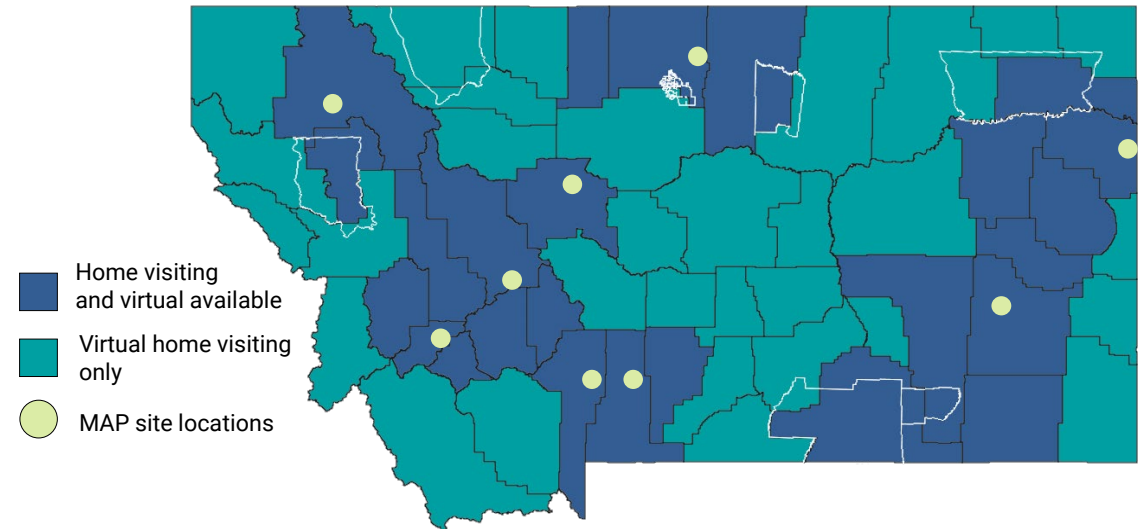 Home visiting
and virtual available
Virtual home visiting
only
MAP site locations